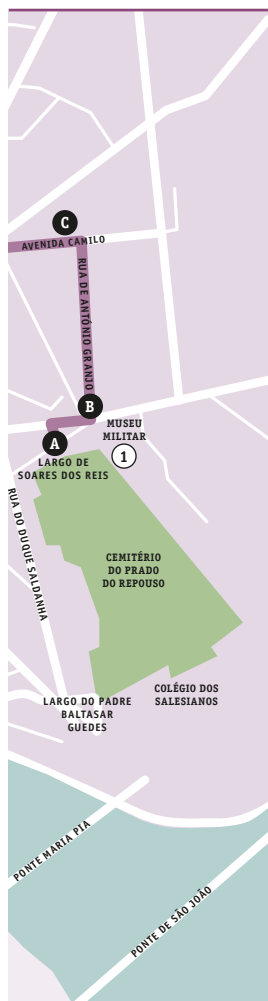 C
AVENIDA CAMILO
RUA DE ANTÓNIO GRANJO
B
MUSEU
MILITAR
1
A
LARGO DE
SOARES DOS REIS
RUA DO DUQUE SALDANHA
CEMITÉRIO
DO PRADO
DO REPOUSO
COLÉGIO DOS
SALESIANOS
LARGO DO PADRE
BALTASAR
GUEDES
PONTE MARIA PIA
PONTE DE SÃO JOÃO